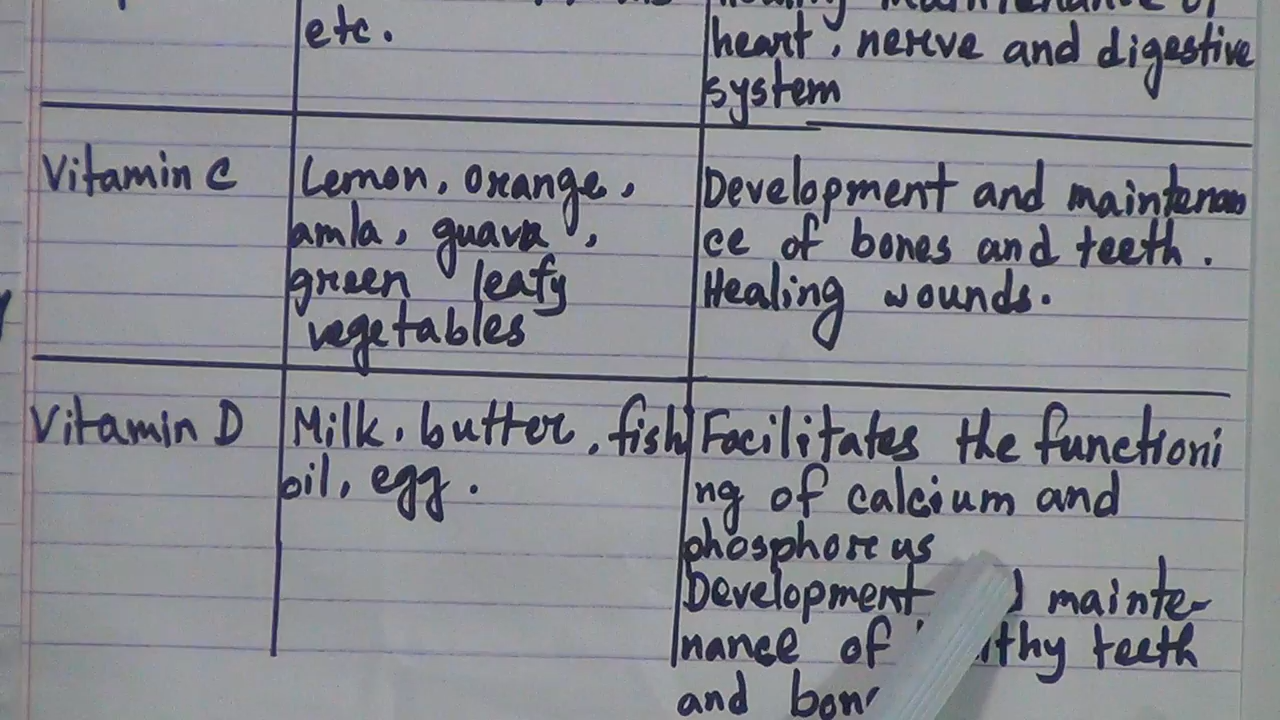 etc.
heart, nerve and digestive
system
Vitamin C
Lemon, orange,
amla, guava,
green leafy
vegetables
Development and maintenan
ce of bones and teeth.
Healing wounds.
Vitamin D
Milk, butter, fish
oil, egg.
Facilitates the functioni
ng of calcium and
phosphorus
Development mainte-
nance of teeth
and